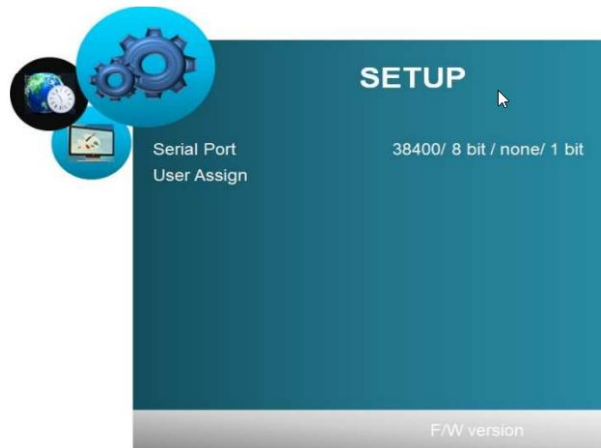 SETUP
Serial Port 38400/ 8 bit / none/ 1 bit
User Assign
F/W version